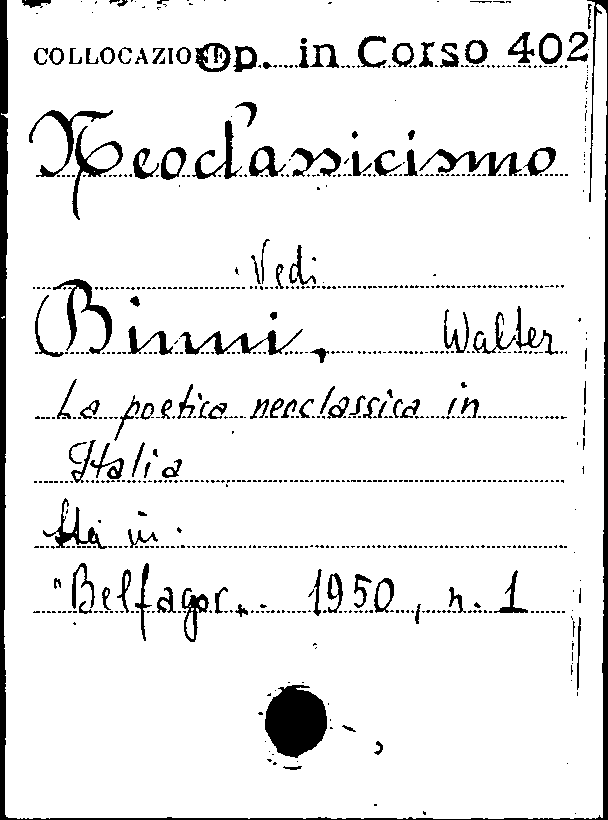 COLLOCAZIONE Op. in Corso 402
Neoclassicismo
Vedi
Binni, Walter
La poetica neoclassica in
Italia
Sta in
"Belfagor„. 1950, n. 1